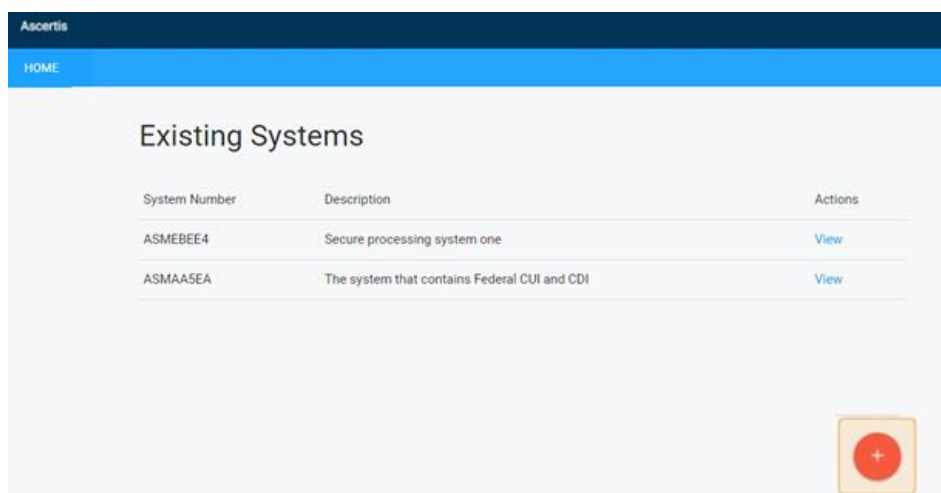 Ascertis
HOME
Existing Systems
System Number Description Actions
ASMEBEE4 Secure processing system one View
ASMAA5EA The system that contains Federal CUI and CDI View
+